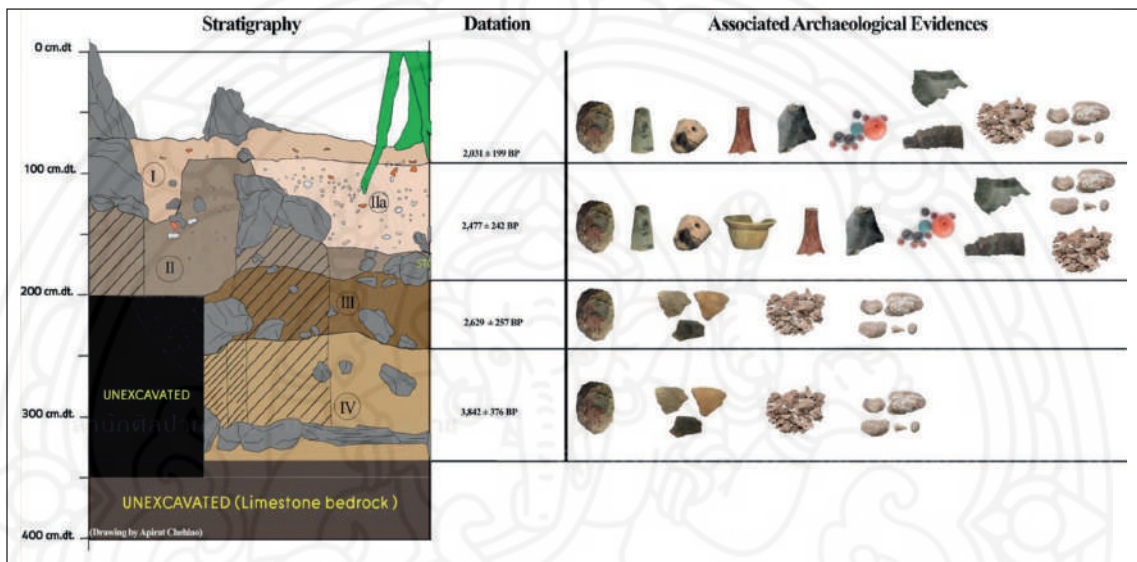 Stratigraphy
Datation
Associated Archaeological Evidences
0 cm.dt
100 cm.dt.
200 cm.dt.
300 cm.dt.
400 cm.dt.
I
IIa
II
III
IV
2,031 ± 199 BP
2,477 ± 242 BP
2,629 ± 257 BP
3,842 ± 376 BP
UNEXCAVATED
UNEXCAVATED (Limestone bedrock)
(Drawing by Apirat Chehlao)